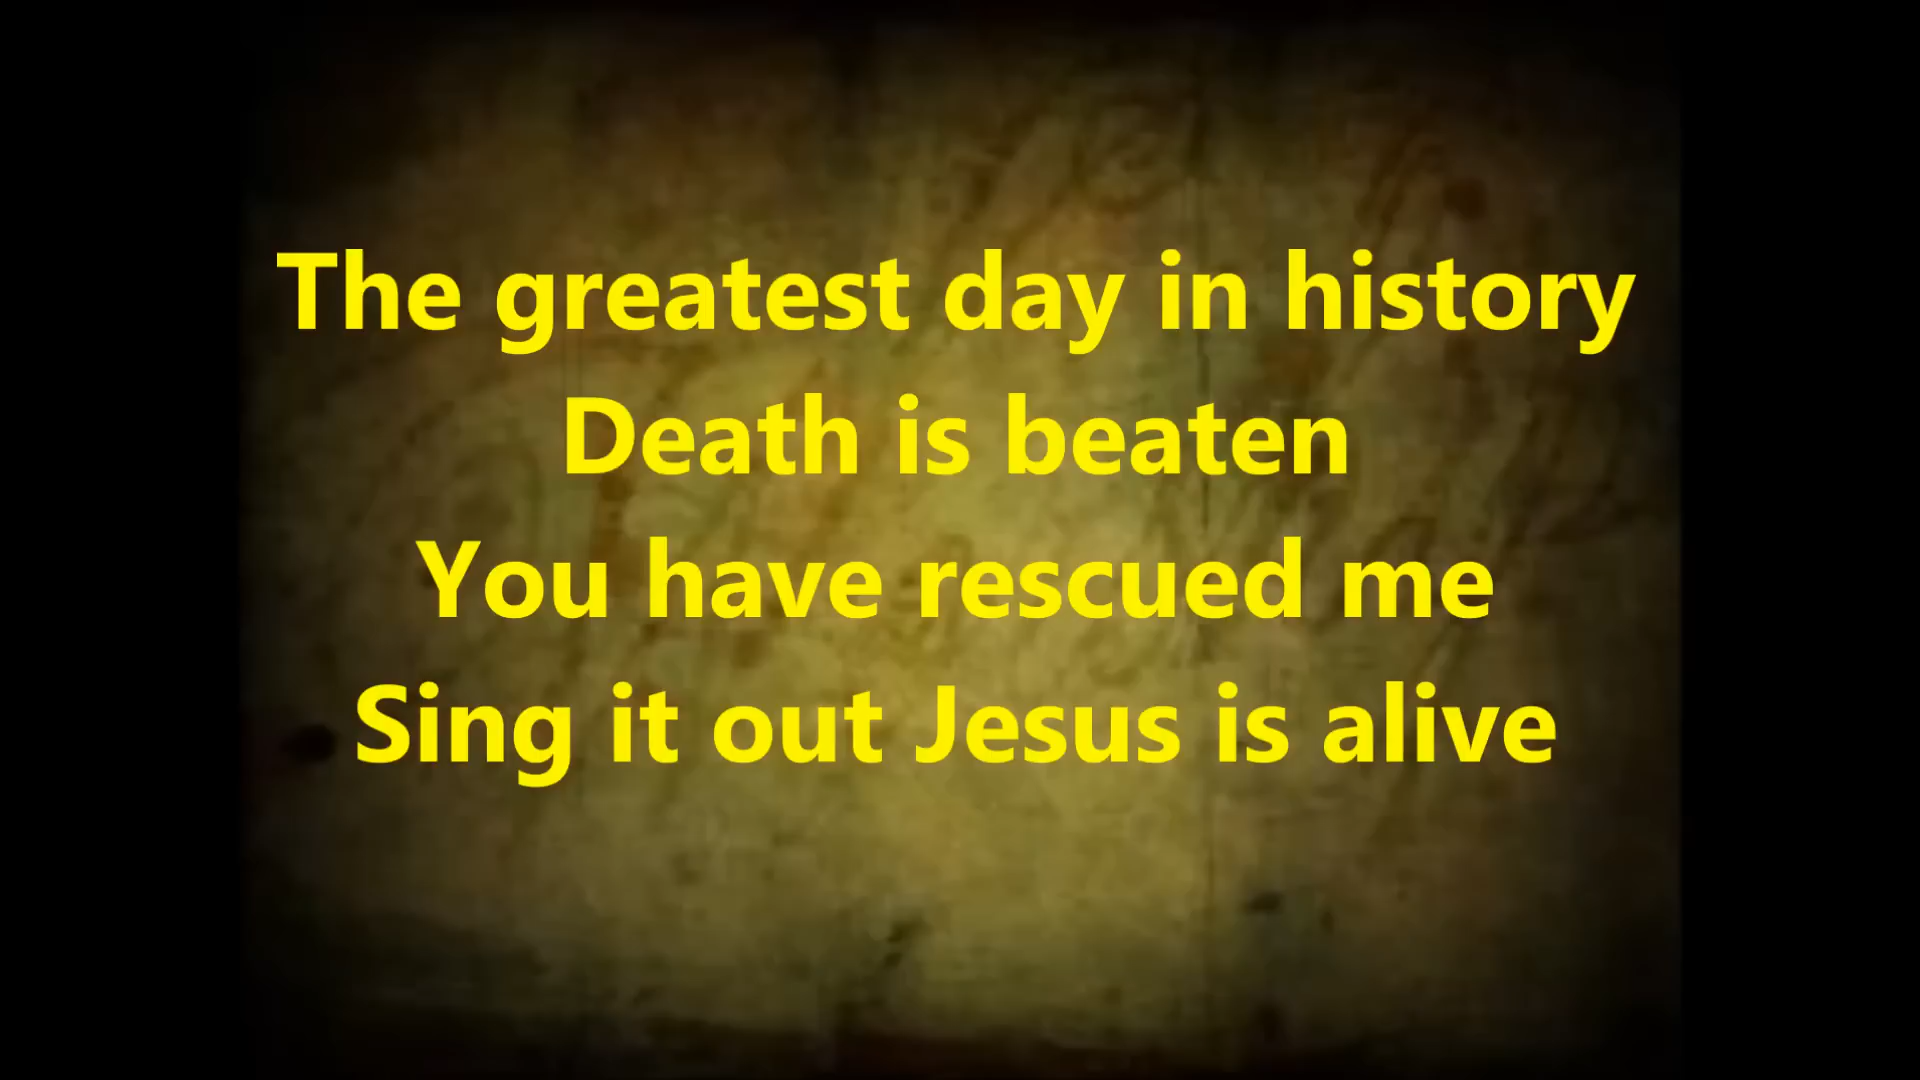 The greatest day in history
Death is beaten
You have rescued me
Sing it out Jesus is alive